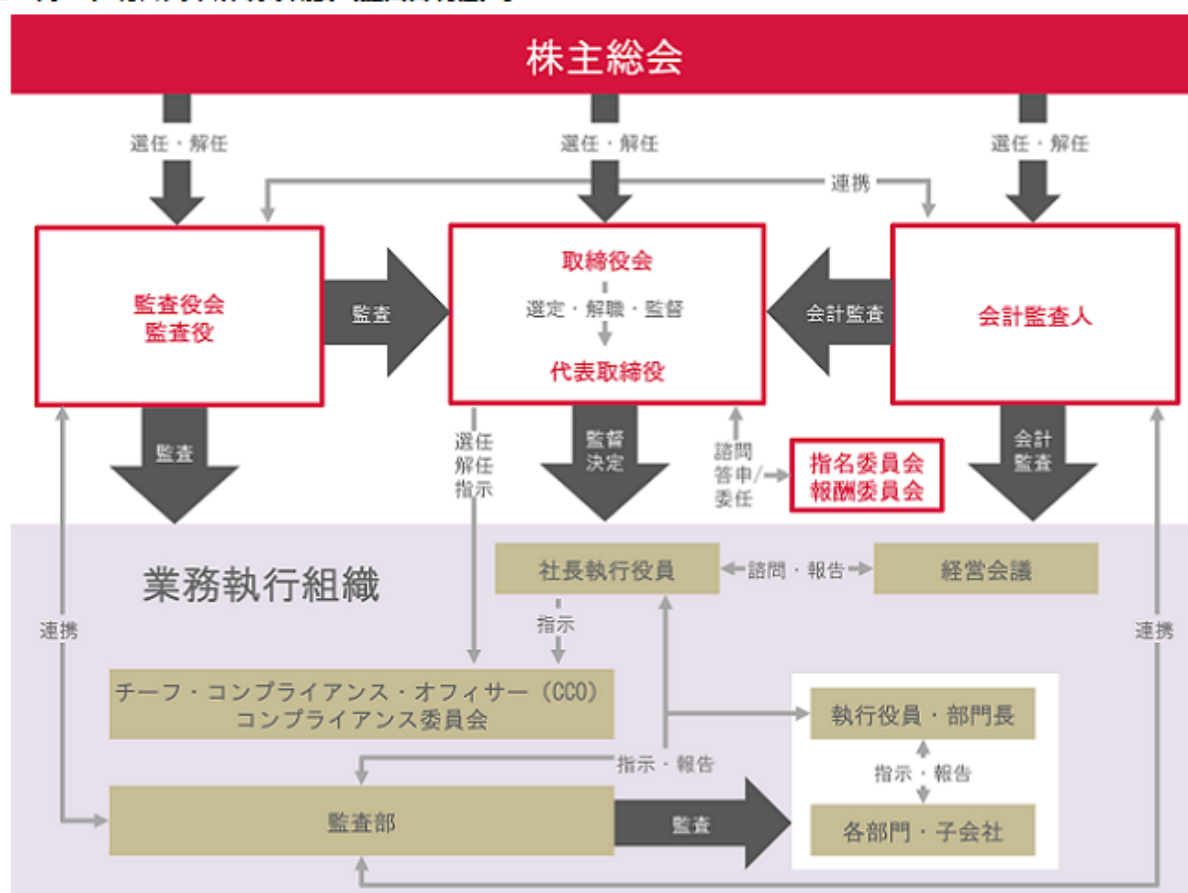 株主総会
選任・解任
選任・解任
選任・解任
連携
監査役会
監査役
監査
取締役会
選定・解職・監督
代表取締役
会計監査
会計監査人
監査
選任
解任
指示
監督
決定
諮問
答申/
委任
指名委員会
報酬委員会
会計
監査
業務執行組織
社長執行役員
諮問・報告
経営会議
連携
指示
連携
チーフ・コンプライアンス・オフィサー(CCO)
コンプライアンス委員会
執行役員・部門長
指示・報告
指示・報告
監査部
監査
各部門・子会社